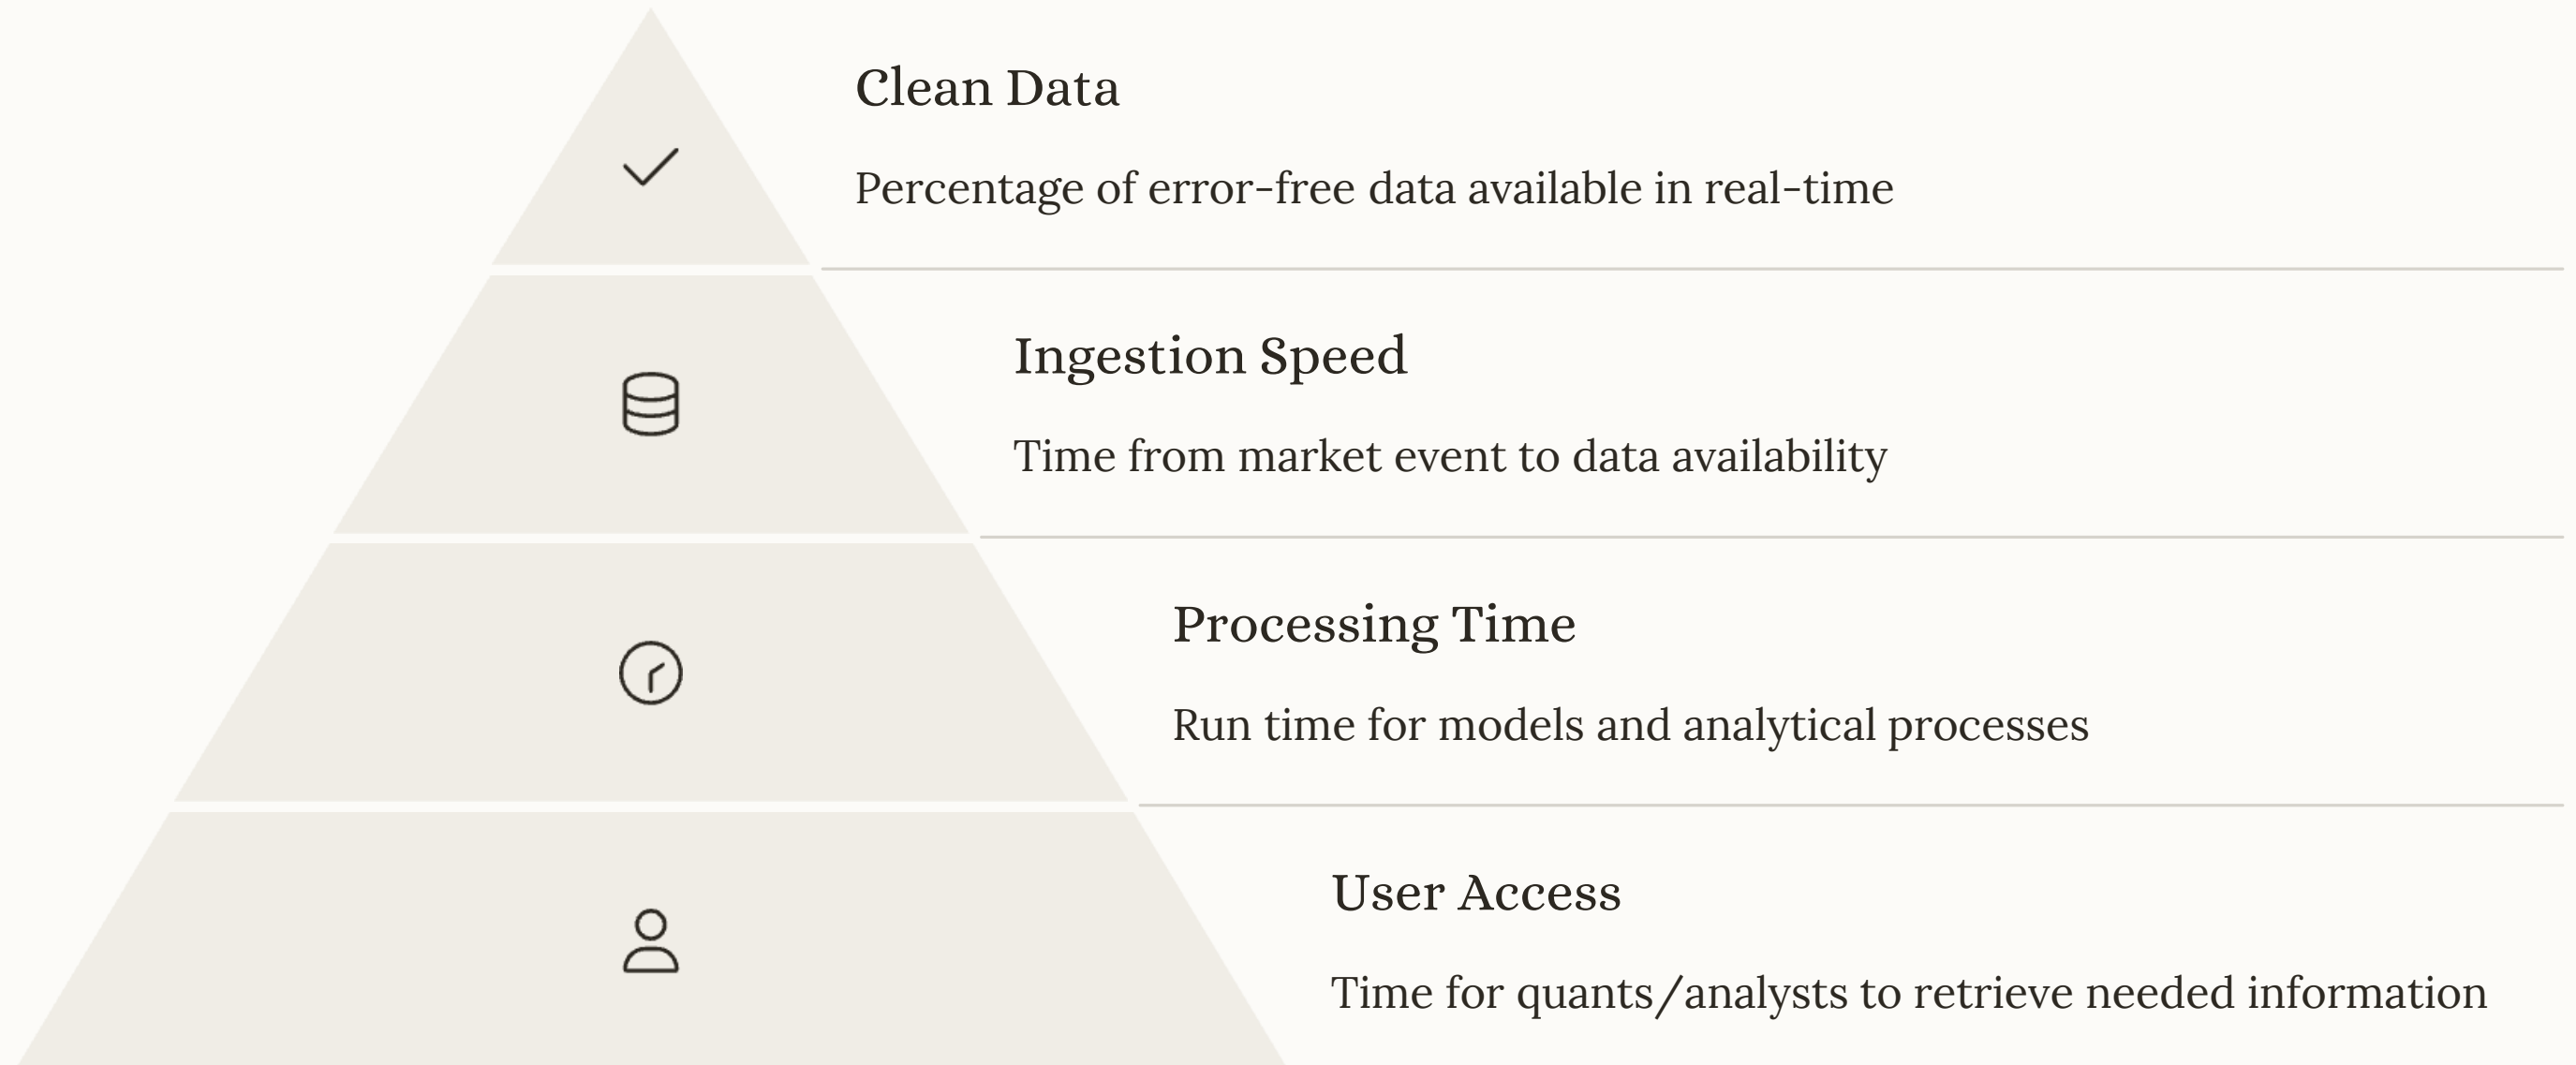 Clean Data
Percentage of error-free data available in real-time
Ingestion Speed
Time from market event to data availability
Processing Time
Run time for models and analytical processes
User Access
Time for quants/analysts to retrieve needed information